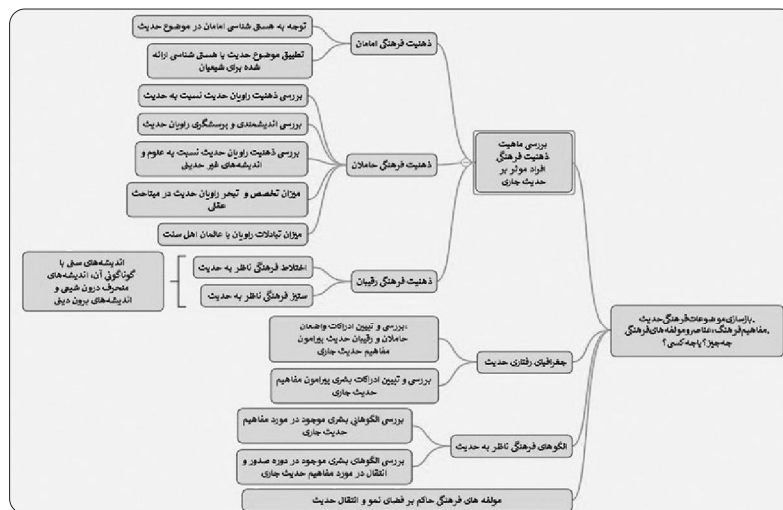 بازسازی موضوعات فرهنگی حدیث
مفاهیم فرهنگ، عناصر و مولفه های فرهنگی
چه چیز؟ یا چه کسی؟
بررسی ماهیت
ذهنیت فرهنگی
افراد موثر بر
حدیث جاری
ذهنیت فرهنگی امامان
توجه به هستی شناسی امامان در موضوع حدیث
تطبیق موضوع حدیث با هستی شناسی ارائه
شده برای شیعیان
ذهنیت فرهنگی حاملان
بررسی ذهنیت راویان حدیث نسبت به حدیث
بررسی اندیشمندی و پرسشگری راویان حدیث
بررسی ذهنیت راویان حدیث نسبت به علوم و
اندیشه‌های غیر حدیثی
میزان تخصص و تبحر راویان حدیث در مباحث
عقلی
میزان تبادلات راویان با عالمان اهل سنت
ذهنیت فرهنگی رقیبان
اختلاط فرهنگی ناظر به حدیث
ستیز فرهنگی ناظر به حدیث
اندیشه‌های سنی با
گوناگونی آن، اندیشه‌های
منحرف درون شیعی و
اندیشه‌های برون دینی
جغرافیای رفتاری حدیث
بررسی و تبیین ادراکات واضعان،
حاملان و رقیبان حدیث پیرامون
مفاهیم حدیث جاری
بررسی و تبیین ادراکات بشری پیرامون مفاهیم
حدیث جاری
الگوهای فرهنگی ناظر به حدیث
بررسی الگوهایی بشری موجود در مورد مفاهیم
حدیث جاری
بررسی الگوهای بشری موجود در دوره صدور و
انتقال در مورد مفاهیم حدیث جاری
مولفه های فرهنگی حاکم بر فضای نمو و انتقال حدیث